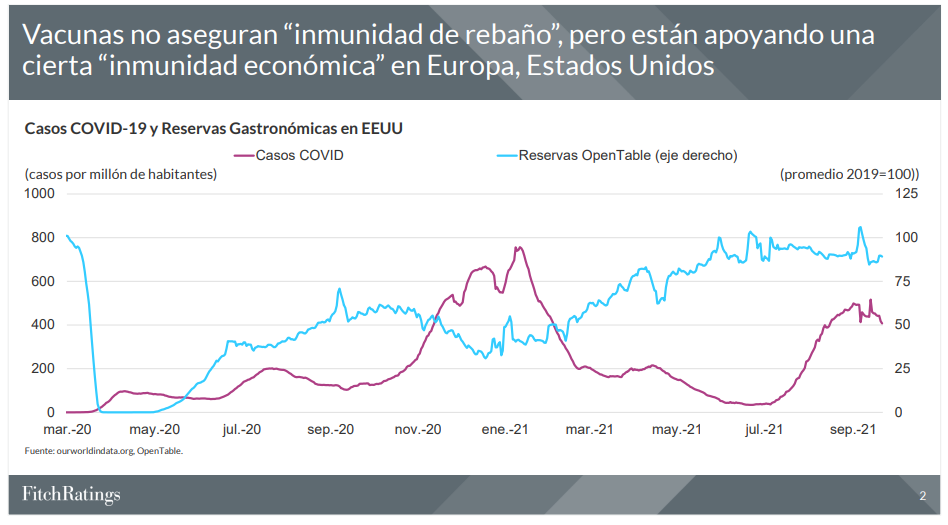 Vacunas no aseguran “inmunidad de rebaño”, pero están apoyando una
cierta “inmunidad económica” en Europa, Estados Unidos
Casos COVID-19 y Reservas Gastronómicas en EEUU
Casos COVID
Reservas OpenTable (eje derecho)
(casos por millón de habitantes)
(promedio 2019=100))
1000
125
800
100
600
75
400
50
200
25
0
0
mar.-20 may.-20 jul.-20 sep.-20 nov.-20 ene.-21 mar.-21 may.-21 jul.-21 sep.-21
Fuente: ourworldindata.org, OpenTable.
FitchRatings
2